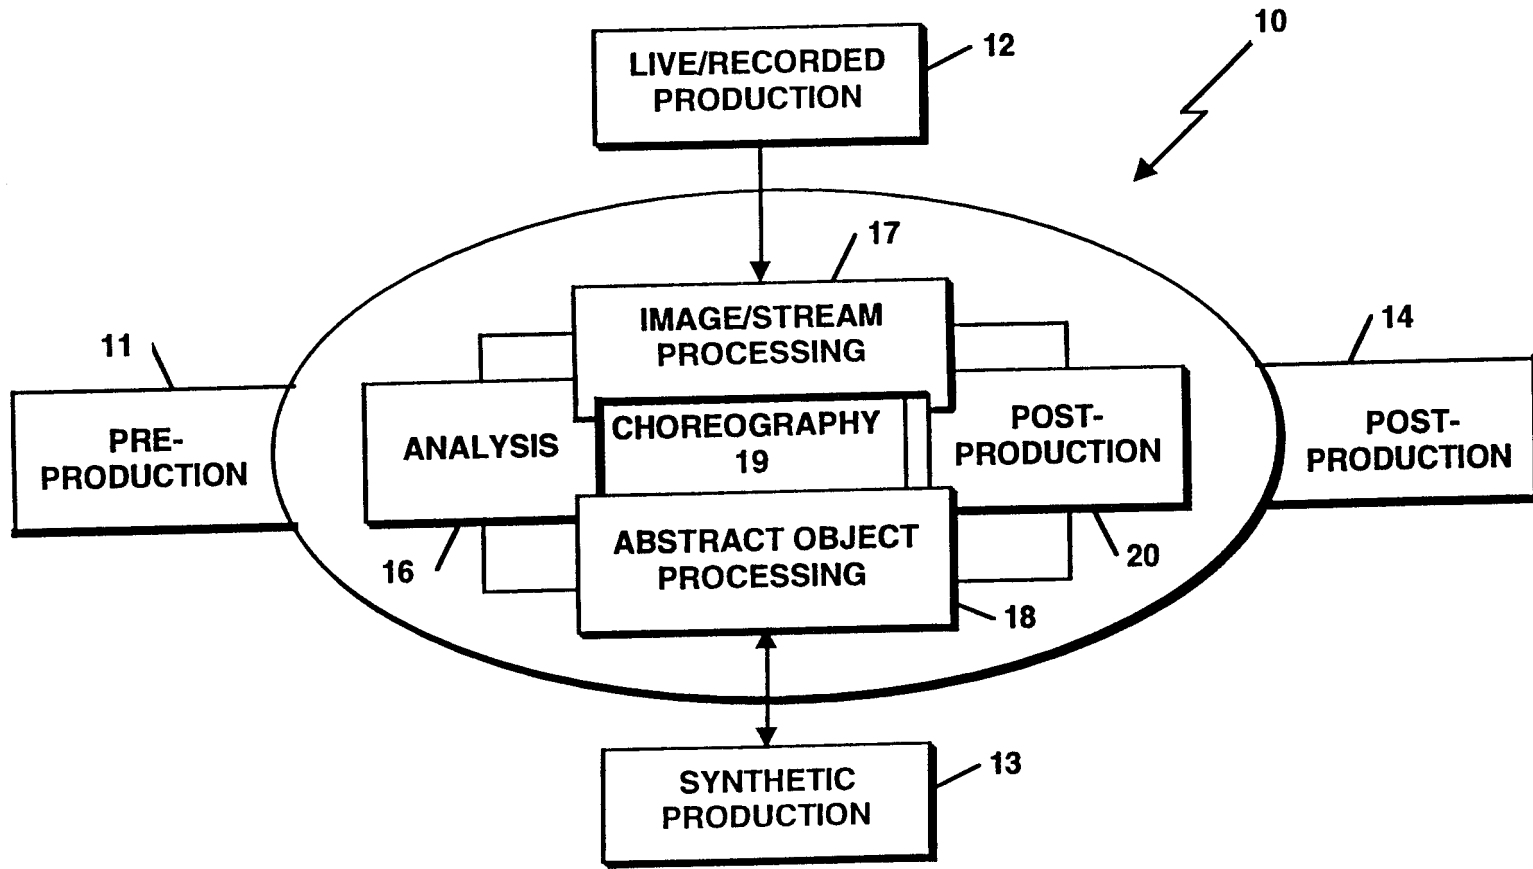 10
LIVE/RECORDED
PRODUCTION
12
17
IMAGE/STREAM
PROCESSING
11
14
PRE-
PRODUCTION
ANALYSIS
CHOREOGRAPHY
19
POST-
PRODUCTION
POST-
PRODUCTION
16
ABSTRACT OBJECT
PROCESSING
20
18
SYNTHETIC
PRODUCTION
13